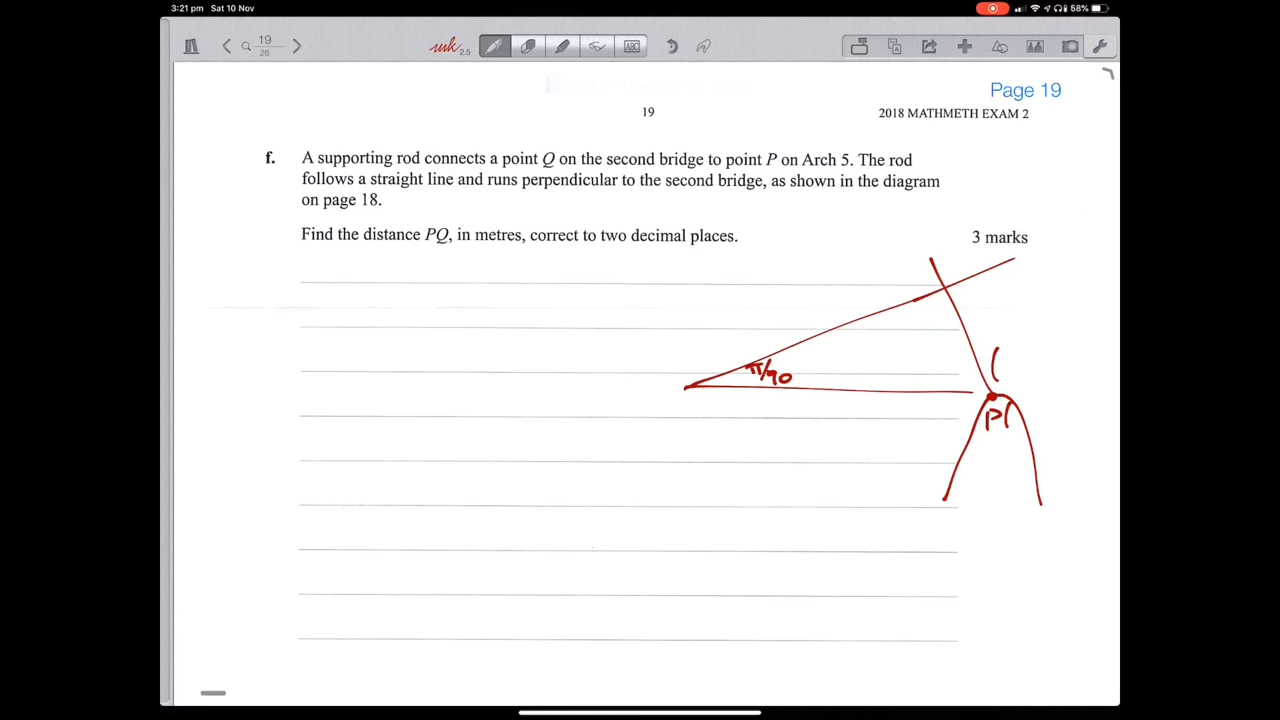 3:21 pm Sat 10 Nov
58%
19
26
2.5
ABC
Page 19
19
2018 MATHMETH EXAM 2
f. A supporting rod connects a point Q on the second bridge to point P on Arch 5. The rod
follows a straight line and runs perpendicular to the second bridge, as shown in the diagram
on page 18.
Find the distance PQ, in metres, correct to two decimal places.
3 marks
π/90
(
P(